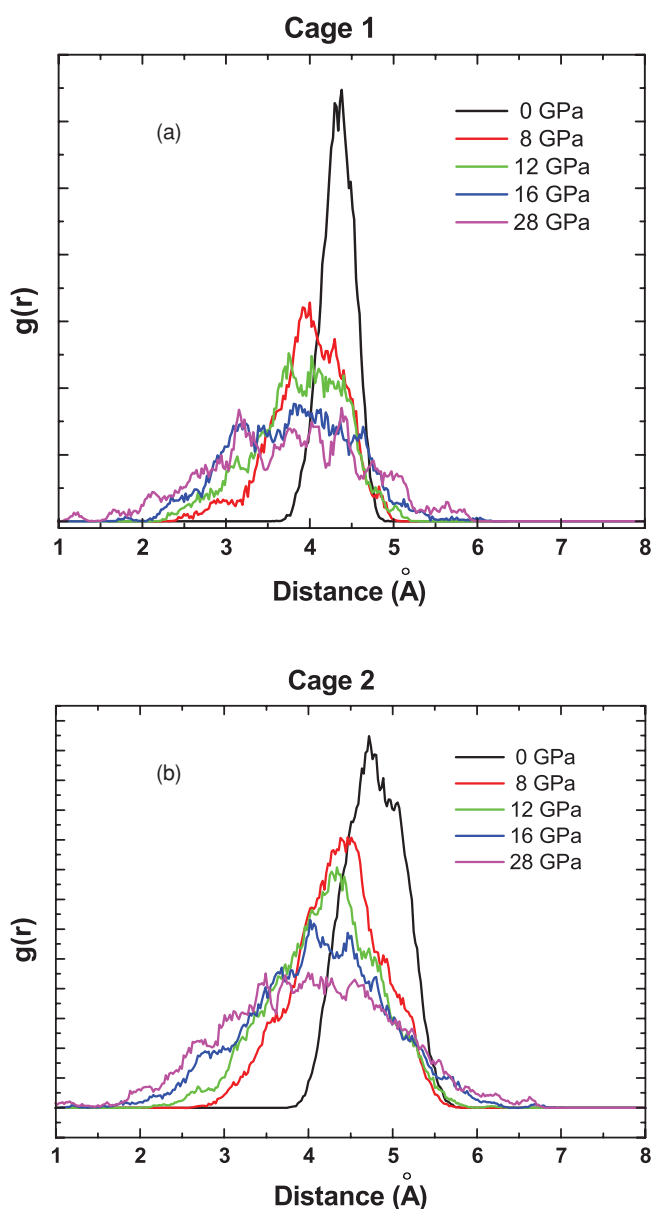 Cage 1
(a)
0 GPa
8 GPa
12 GPa
16 GPa
28 GPa
g(r)
1 2 3 4 5 6 7 8
Distance (Å)
Cage 2
(b)
0 GPa
8 GPa
12 GPa
16 GPa
28 GPa
g(r)
1 2 3 4 5 6 7 8
Distance (Å)